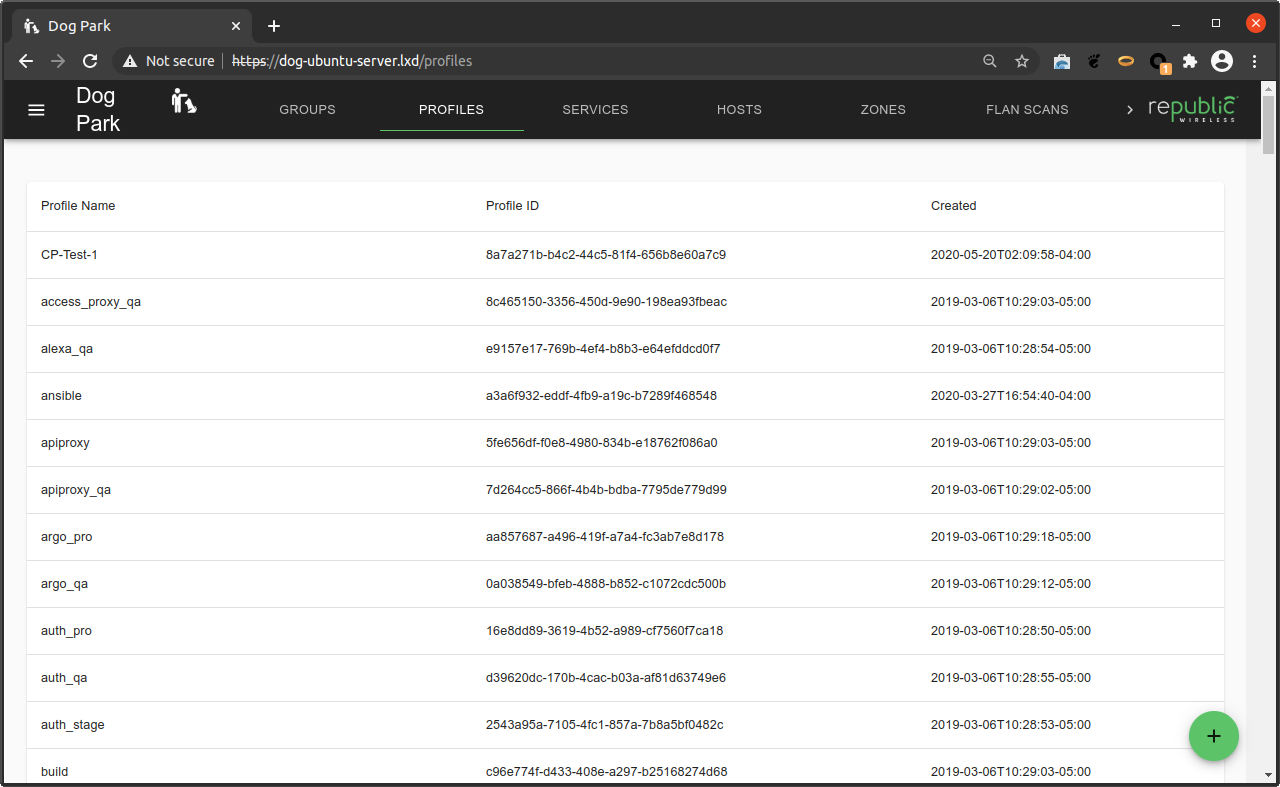 Dog Park
Not secure https://dog-ubuntu-server.lxd/profiles
1
Dog Park
GROUPS PROFILES SERVICES HOSTS ZONES FLAN SCANS
republic
WIRELESS
Profile Name Profile ID Created
CP-Test-1 8a7a271b-b4c2-44c5-81f4-656b8e60a7c9 2020-05-20T02:09:58-04:00
access_proxy_qa 8c465150-3356-450d-9e90-198ea93fbeac 2019-03-06T10:29:03-05:00
alexa_qa e9157e17-769b-4ef4-b8b3-e64efddcd0f7 2019-03-06T10:28:54-05:00
ansible a3a6f932-eddf-4fb9-a19c-b7289f468548 2020-03-27T16:54:40-04:00
apiproxy 5fe656df-f0e8-4980-834b-e18762f086a0 2019-03-06T10:29:03-05:00
apiproxy_qa 7d264cc5-866f-4b4b-bdba-7795de779d99 2019-03-06T10:29:02-05:00
argo_pro aa857687-a496-419f-a7a4-fc3ab7e8d178 2019-03-06T10:29:18-05:00
argo_qa 0a038549-bfeb-4888-b852-c1072cdc500b 2019-03-06T10:29:12-05:00
auth_pro 16e8dd89-3619-4b52-a989-cf7560f7ca18 2019-03-06T10:28:50-05:00
auth_qa d39620dc-170b-4cac-b03a-af81d63749e6 2019-03-06T10:28:55-05:00
auth_stage 2543a95a-7105-4fc1-857a-7b8a5bf0482c 2019-03-06T10:28:53-05:00
build c96e774f-d433-408e-a297-b25168274d68 2019-03-06T10:29:03-05:00